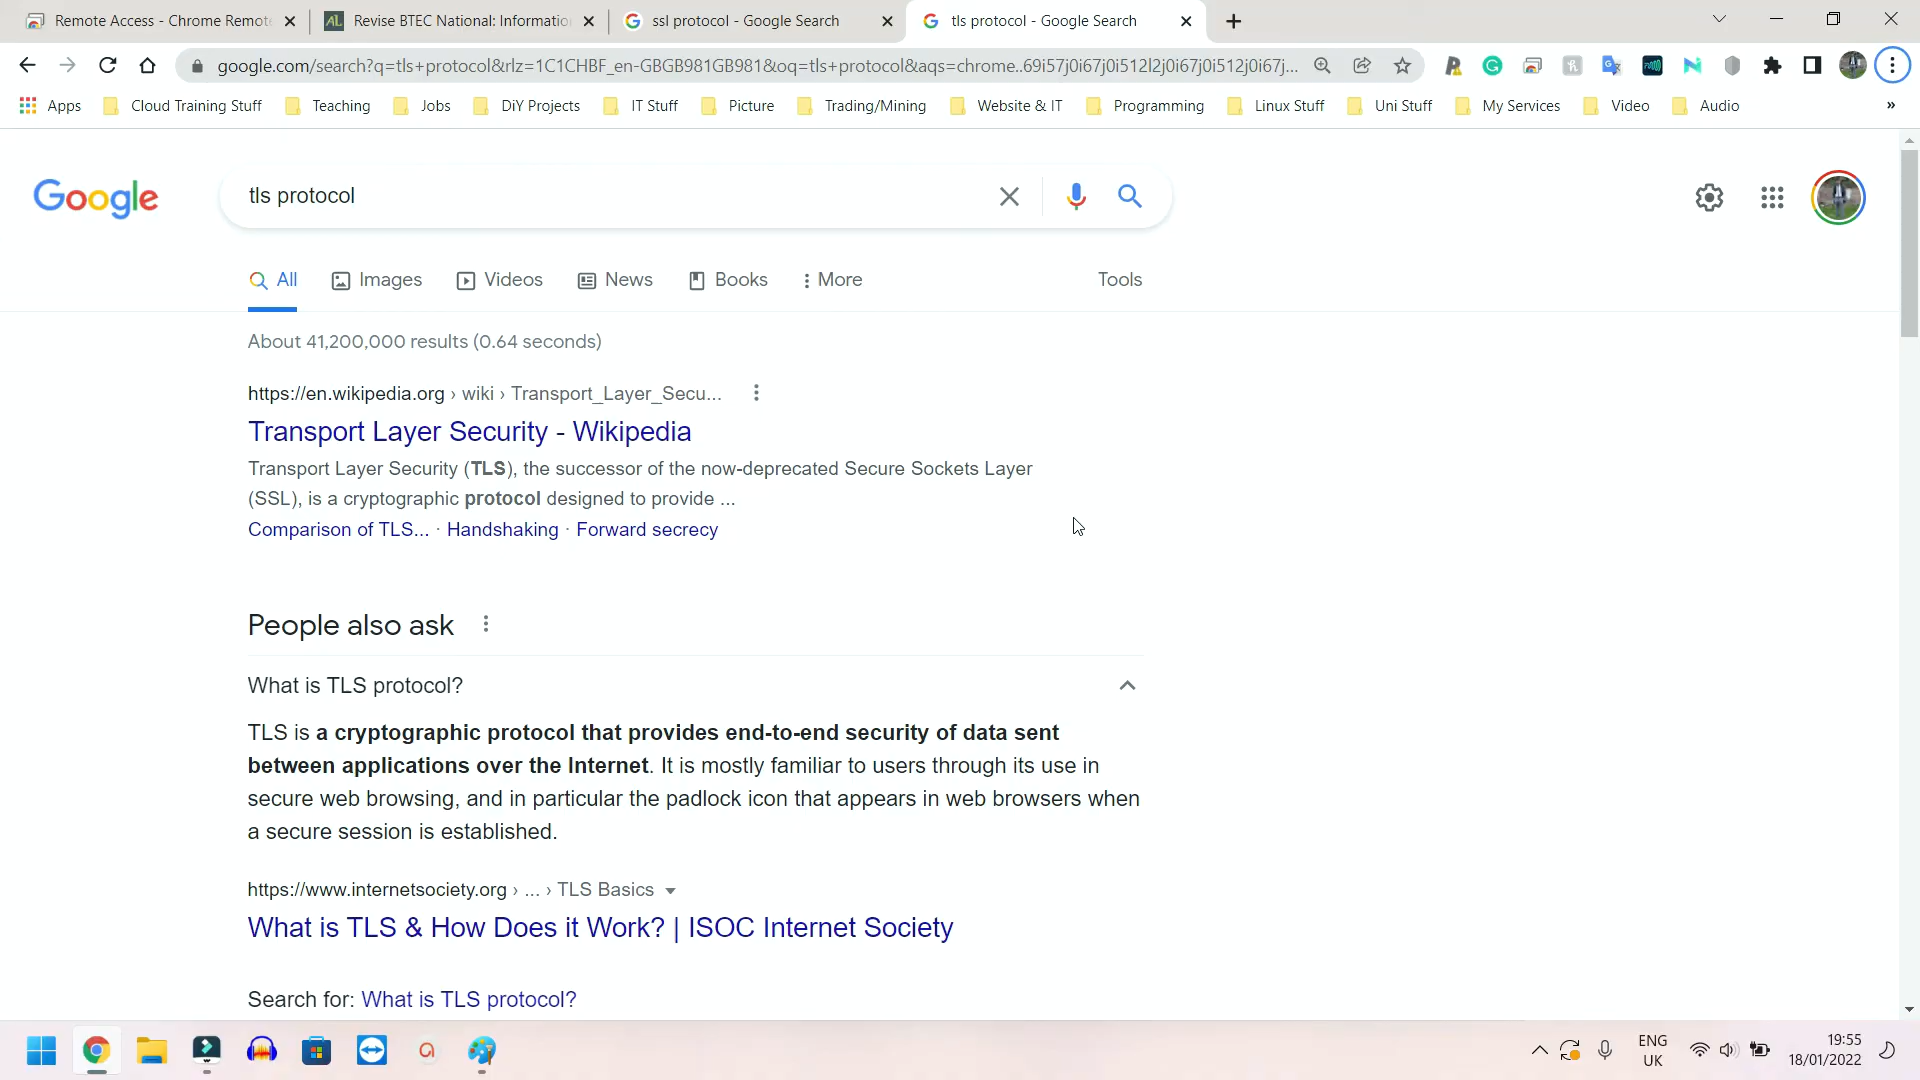 Remote Access - Chrome Remote
Revise BTEC National: Informatio
ssl protocol - Google Search
tls protocol - Google Search
google.com/search?q=tls+protocol&rlz=1C1CHBF_en-GBGB981GB981&oq=tls+protocol&aqs=chrome..69i57j0i67j0i512l2j0i67j0i512j0i67j...
Apps
Cloud Training Stuff
Teaching
Jobs
DiY Projects
IT Stuff
Picture
Trading/Mining
Website & IT
Programming
Linux Stuff
Uni Stuff
My Services
Video
Audio
»
Google
tls protocol
All
Images
Videos
News
Books
More
Tools
About 41,200,000 results (0.64 seconds)
https://en.wikipedia.org › wiki › Transport_Layer_Secu...
Transport Layer Security - Wikipedia
Transport Layer Security (TLS), the successor of the now-deprecated Secure Sockets Layer
(SSL), is a cryptographic protocol designed to provide ...
Comparison of TLS... · Handshaking · Forward secrecy
People also ask
What is TLS protocol?
TLS is a cryptographic protocol that provides end-to-end security of data sent
between applications over the Internet. It is mostly familiar to users through its use in
secure web browsing, and in particular the padlock icon that appears in web browsers when
a secure session is established.
https://www.internetsociety.org › ... › TLS Basics
What is TLS & How Does it Work? | ISOC Internet Society
Search for: What is TLS protocol?
ENG
UK
19:55
18/01/2022